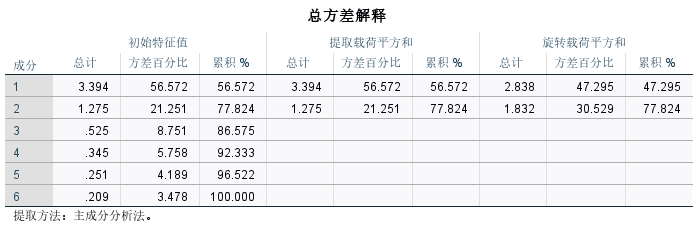 总方差解释
初始特征值 提取载荷平方和 旋转载荷平方和
成分 总计 方差百分比 累积 % 总计 方差百分比 累积 % 总计 方差百分比 累积 %
1 3.394 56.572 56.572 3.394 56.572 56.572 2.838 47.295 47.295
2 1.275 21.251 77.824 1.275 21.251 77.824 1.832 30.529 77.824
3 .525 8.751 86.575
4 .345 5.758 92.333
5 .251 4.189 96.522
6 .209 3.478 100.000
提取方法：主成分分析法。